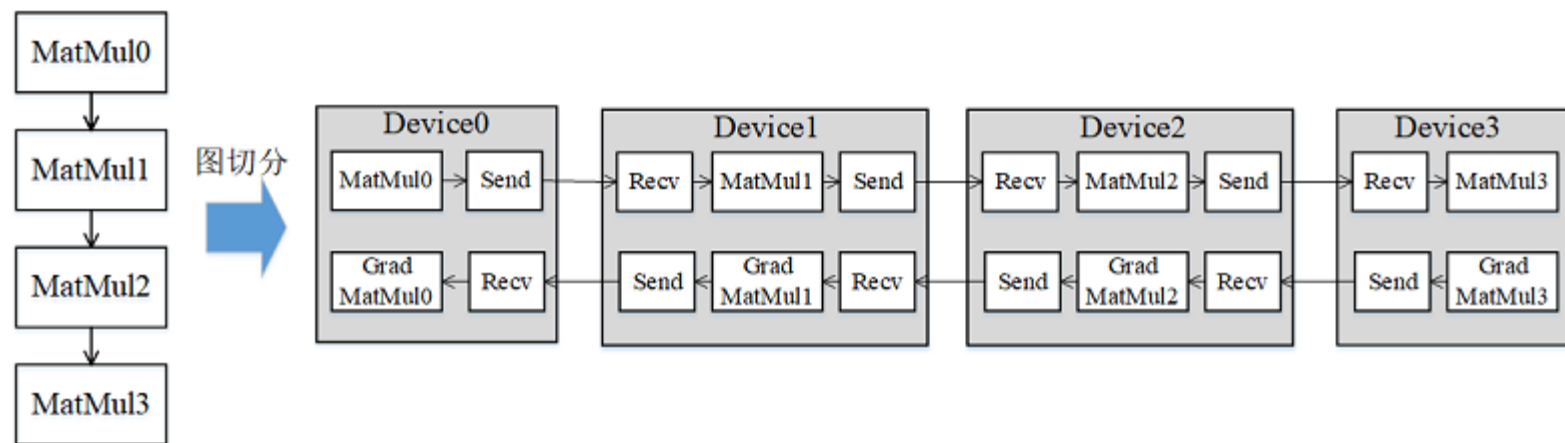 MatMul0
MatMul1
MatMul2
MatMul3
图切分
Device0
MatMul0
Send
Grad
MatMul0
Recv
Device1
Recv
MatMul1
Send
Send
Grad
MatMul1
Recv
Device2
Recv
MatMul2
Send
Send
Grad
MatMul2
Recv
Device3
Recv
MatMul3
Send
Grad
MatMul3